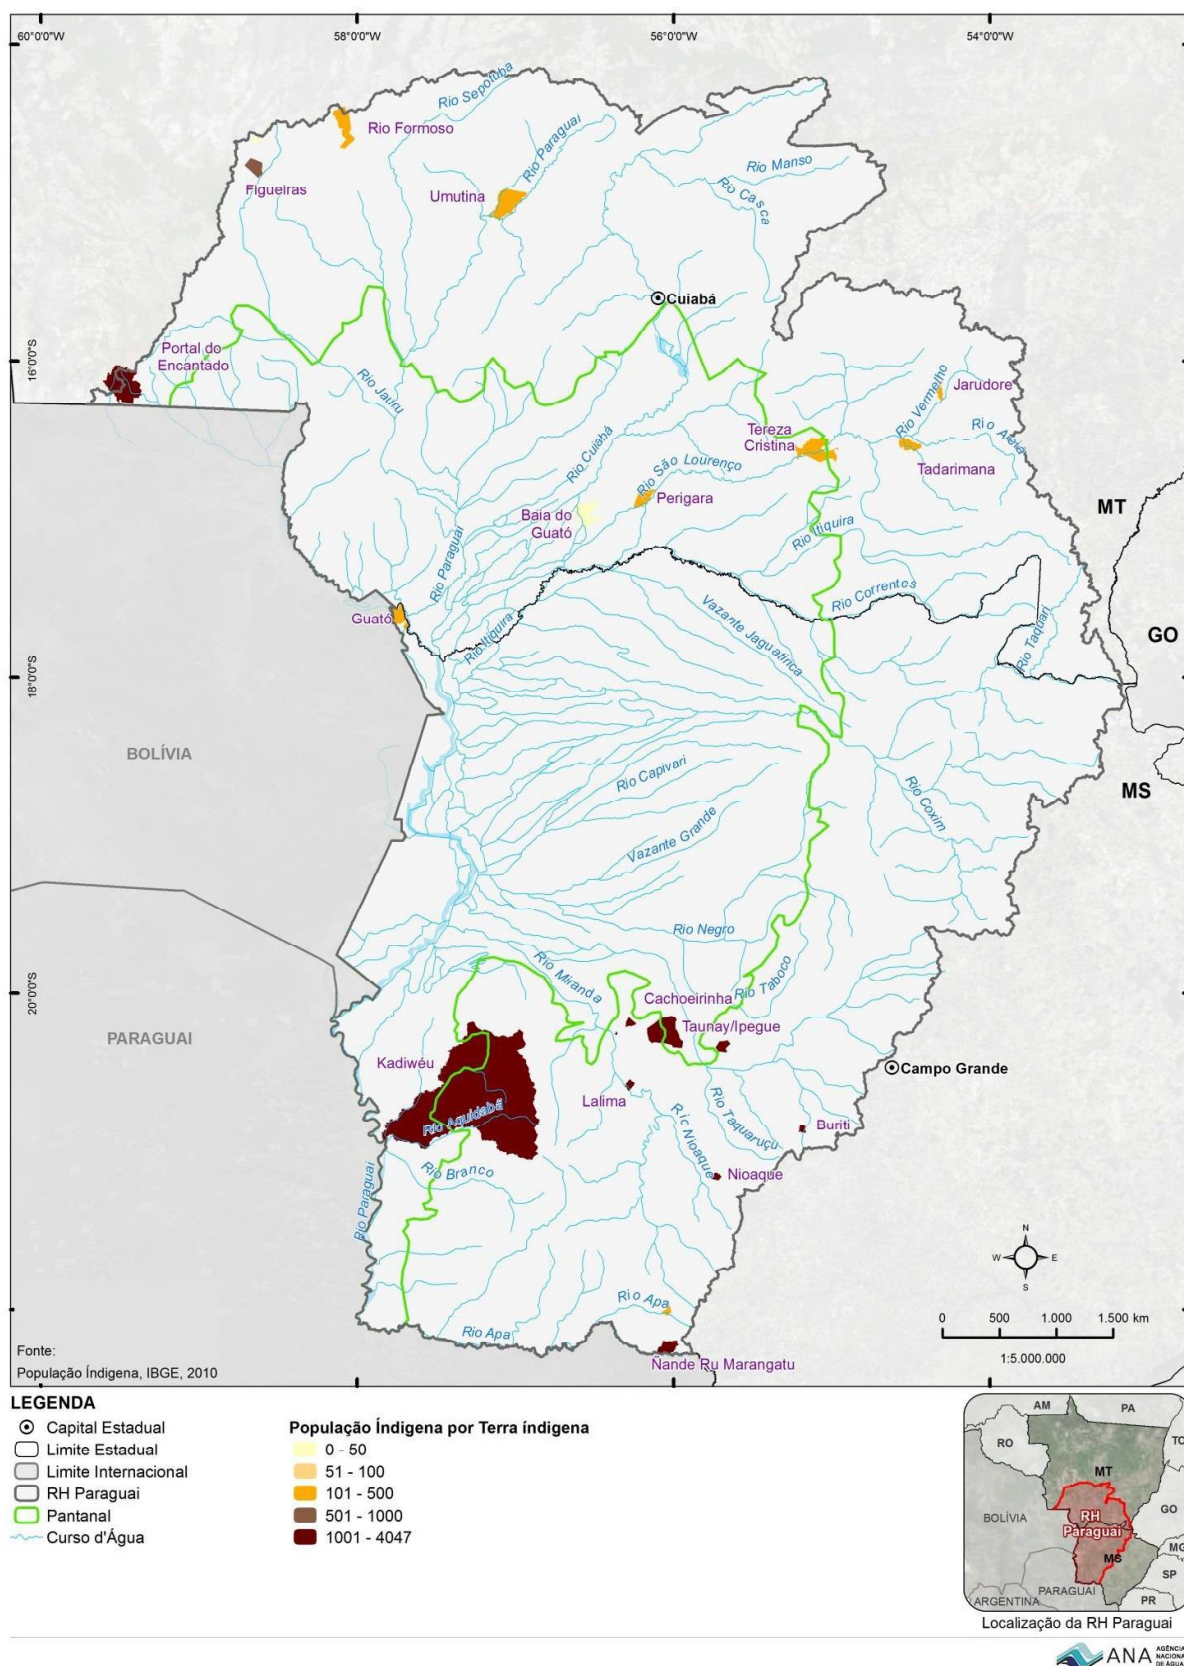 60°0'0"W
58°0'0"W
56°0'0"W
54°0'0"W
Rio Sepotuba
Rio Formoso
Rio Paraguai
Figueiras
Umutina
Rio Manso
Rio Casca
Cuiabá
16°0'0"S
Portal do
Encantado
Rio Jauru
Jarudore
Rio Vermelho
Tereza
Cristina
Rio Areia
Rio Cuiabá
Rio São Lourenço
Tadarimana
Perigara
Baia do
Guató
MT
Rio Itiquira
Rio Paraguai
Rio Correntes
Vazante Jaguatirica
Guató
Rio Itiquira
Rio Taquari
GO
18°0'0"S
BOLÍVIA
Rio Capivari
Rio Coxim
MS
Vazante Grande
Rio Negro
Rio Miranda
Rio Taboco
20°0'0"S
Cachoeirinha
Taunay/Ipegue
PARAGUAI
Kadiwéu
Campo Grande
Lalima
Rio Aquidabã
Rio Taquaruçu
Buriti
Rio Nioaque
Rio Branco
Nioaque
Rio Paraguai
N
W E
S
Rio Apa
Rio Apa
0 500 1.000 1.500 km
1:5.000.000
Ñande Ru Marangatu
Fonte:
População Índigena, IBGE, 2010
LEGENDA
Capital Estadual
Limite Estadual
Limite Internacional
RH Paraguai
Pantanal
Curso d'Água
População Índigena por Terra índigena
0 - 50
51 - 100
101 - 500
501 - 1000
1001 - 4047
AM
PA
RO
TO
MT
GO
BOLÍVIA
RH
Paraguai
MS
MG
SP
PARAGUAI
ARGENTINA
PR
Localização da RH Paraguai
ANA
AGÊNCIA
NACIONAL
DE ÁGUAS